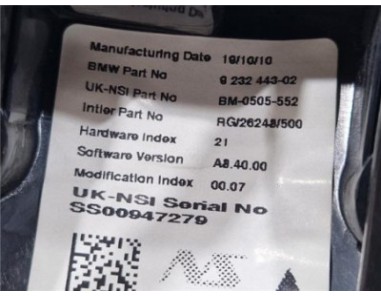 Manufacturing Date 19/10/10
BMW Part No 9 232 443-02
UK-NSI Part No BM-0505-552
Intier Part No RG/26248/500
Hardware Index 21
Software Version A8.40.00
Modification Index 00.07
UK-NSI Serial No
SS00947279